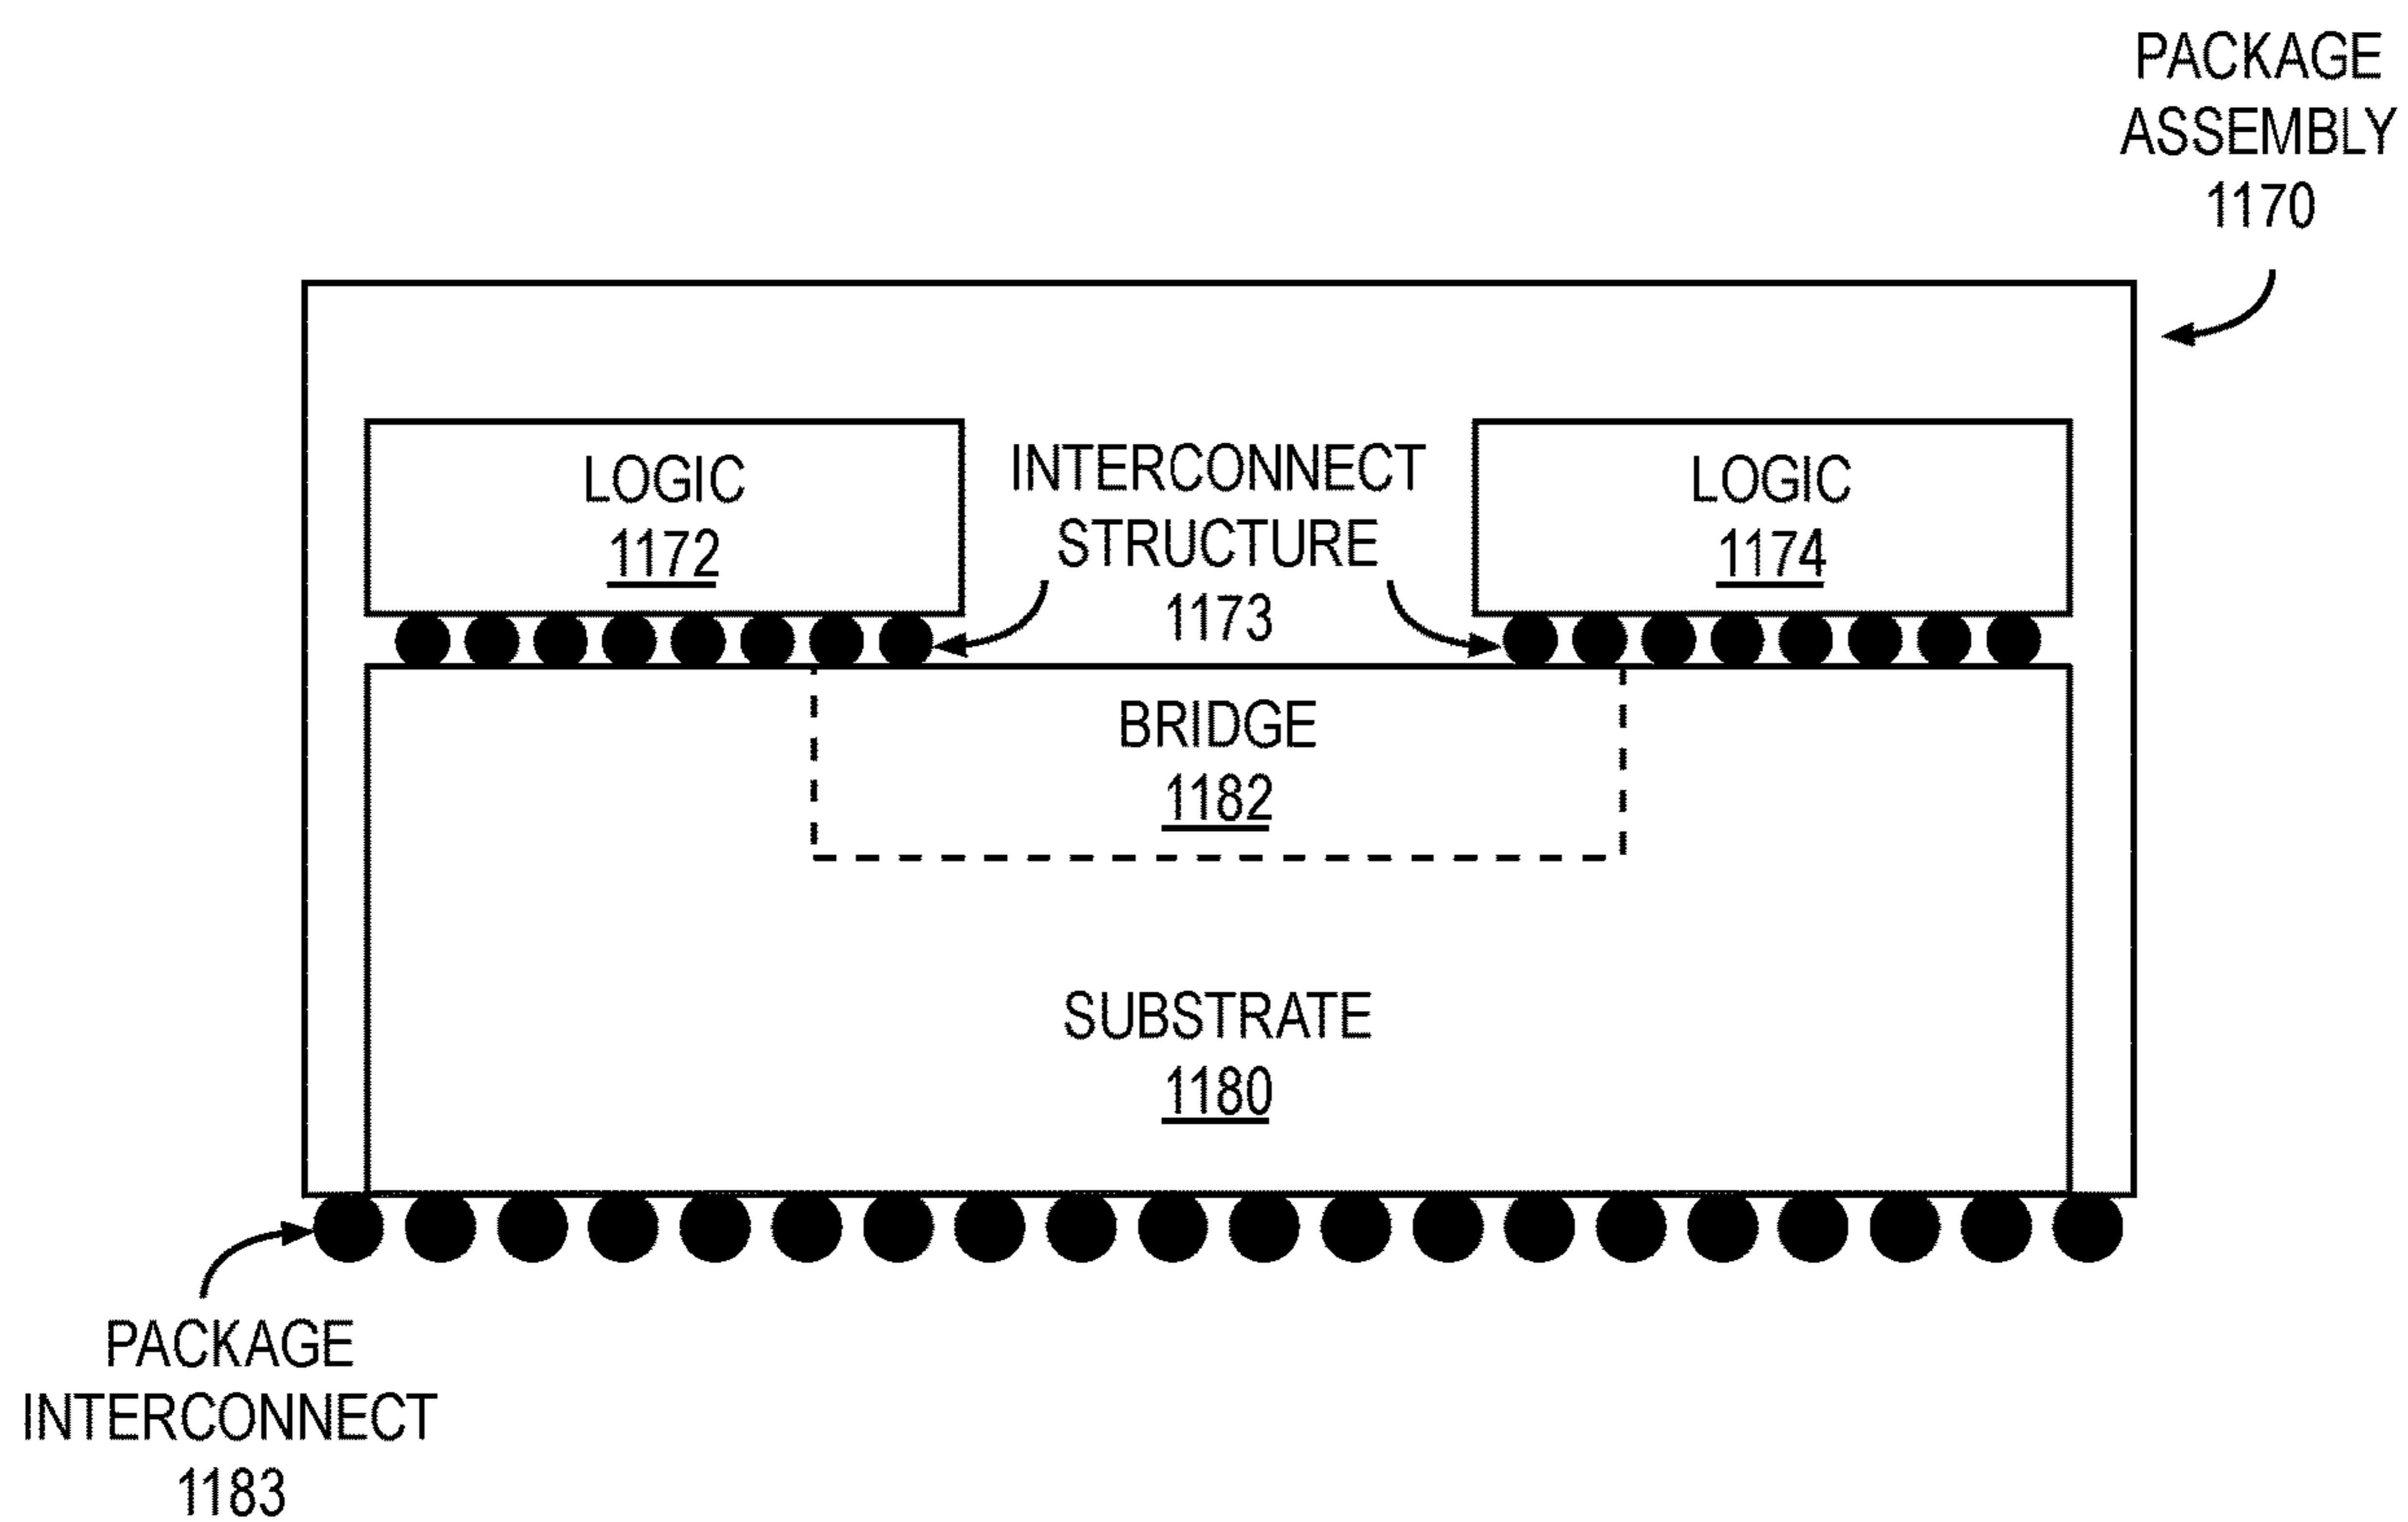 PACKAGE
ASSEMBLY
1170
LOGIC
1172
INTERCONNECT
STRUCTURE
1173
LOGIC
1174
BRIDGE
1182
SUBSTRATE
1180
PACKAGE
INTERCONNECT
1183